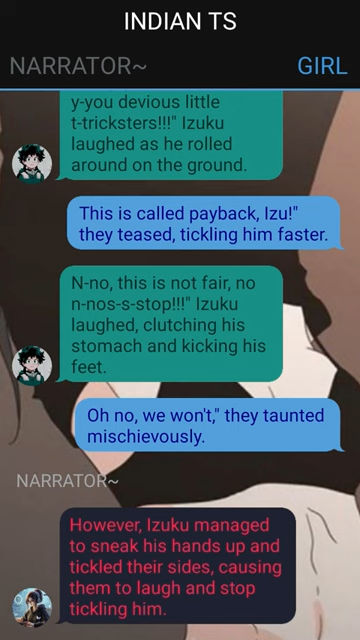 INDIAN TS
NARRATOR~ GIRL
y-you devious little
t-tricksters!!!" Izuku
laughed as he rolled
around on the ground.
This is called payback, Izu!"
they teased, tickling him faster.
N-no, this is not fair, no
n-nos-s-stop!!!" Izuku
laughed, clutching his
stomach and kicking his
feet.
Oh no, we won't," they taunted
mischievously.
NARRATOR~
However, Izuku managed
to sneak his hands up and
tickled their sides, causing
them to laugh and stop
tickling him.